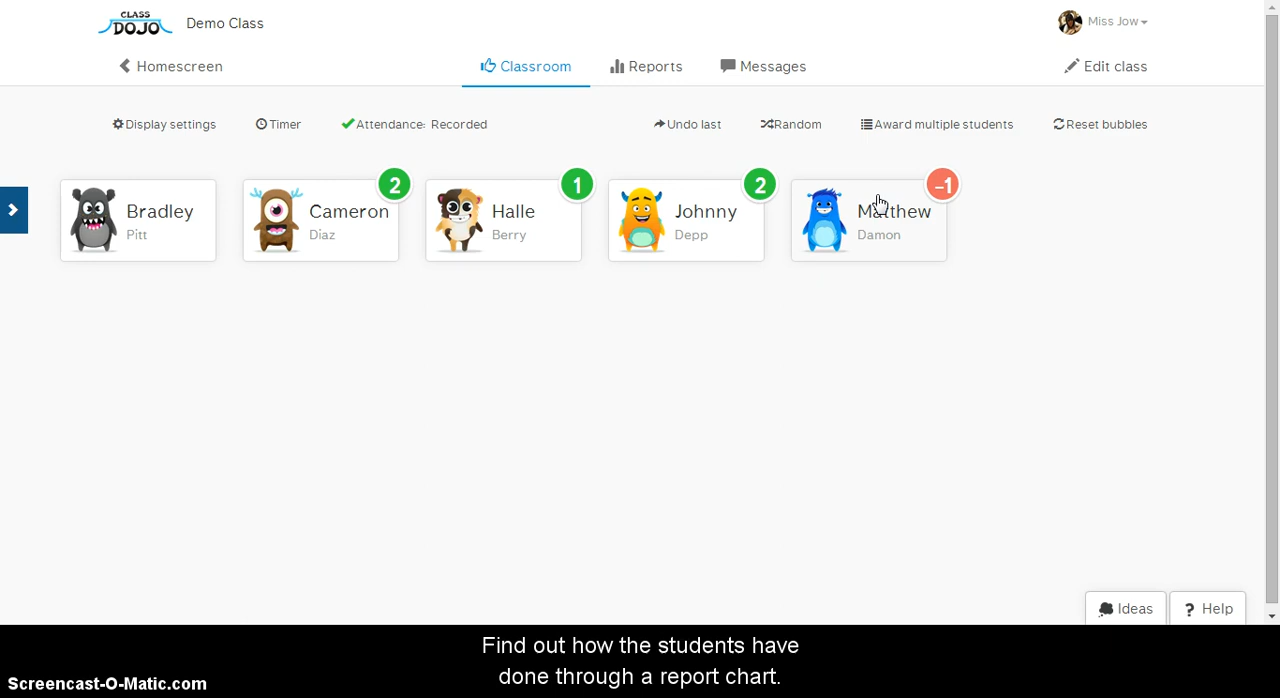 CLASS
DOJO
Demo Class
Miss Jow
Homescreen
Classroom
Reports
Messages
Edit class
Display settings
Timer
Attendance: Recorded
Undo last
Random
Award multiple students
Reset bubbles
Bradley
Pitt
2
Cameron
Diaz
1
Halle
Berry
2
Johnny
Depp
-1
Matthew
Damon
Ideas
? Help
Find out how the students have
done through a report chart.
Screencast-O-Matic.com